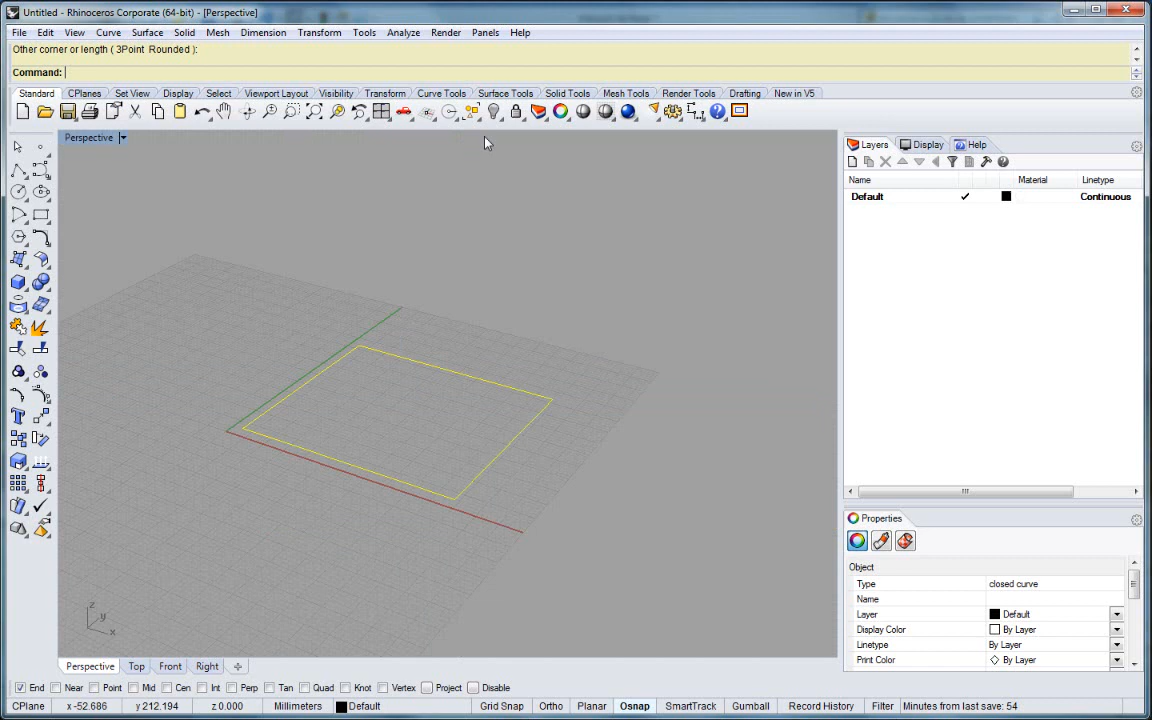 Untitled - Rhinoceros Corporate (64-bit) - [Perspective]
File Edit View Curve Surface Solid Mesh Dimension Transform Tools Analyze Render Panels Help
Other corner or length ( 3Point Rounded ):
Command:
Standard CPlanes Set View Display Select Viewport Layout Visibility Transform Curve Tools Surface Tools Solid Tools Mesh Tools Render Tools Drafting New in V5
Perspective
Layers Display Help
Name Material Linetype
Default Continuous
Properties
Object
Type closed curve
Name
Layer Default
Display Color By Layer
Linetype By Layer
Print Color By Layer
z
y
x
Perspective Top Front Right
End Near Point Mid Cen Int Perp Tan Quad Knot Vertex Project Disable
CPlane x -52.686 y 212.194 z 0.000 Millimeters Default Grid Snap Ortho Planar Osnap SmartTrack Gumball Record History Filter Minutes from last save: 54